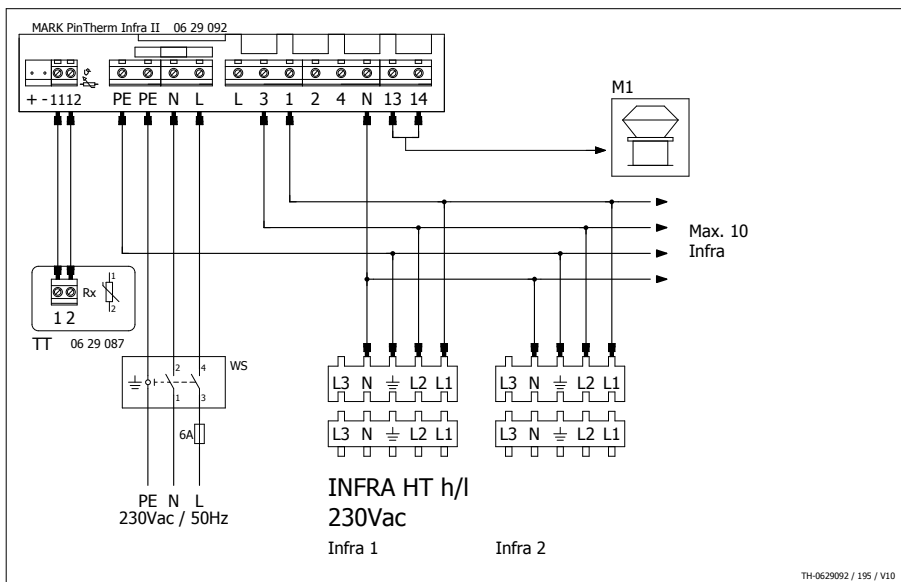 MARK PinTherm Infra II 06 29 092
+ - 11 12 PE PE N L L 3 1 2 4 N 13 14
M1
Max. 10
Infra
1
Rx
2
1 2
TT 06 29 087
WS
2 4
1 3
6A
PE N L
230Vac / 50Hz
L3 N L2 L1 L3 N L2 L1
L3 N L2 L1 L3 N L2 L1
INFRA HT h/l
230Vac
Infra 1 Infra 2
TH-0629092 / 195 / V10